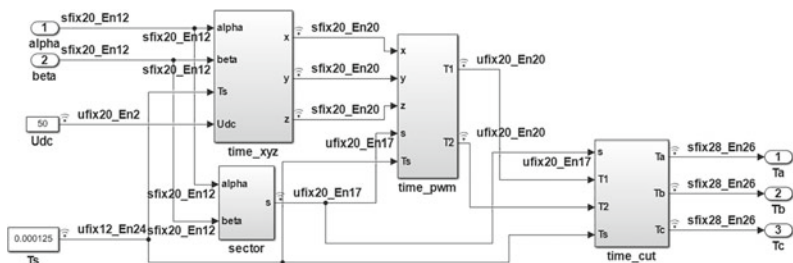 sfix20_En12
1
alpha
sfix20_En12
2
beta
sfix20_En12
sfix20_En12
alpha
beta
Ts
Udc
x
y
z
time_xyz
sfix20_En20
sfix20_En20
sfix20_En20
50
Udc
ufix20_En2
x
y
z
s
Ts
T1
T2
time_pwm
ufix20_En20
ufix20_En20
ufix20_En17
sfix20_En12
alpha
beta
s
sector
ufix20_En17
sfix20_En12
0.000125
Ts
ufix12_En24
ufix20_En17
s
T1
T2
Ts
Ta
Tb
Tc
time_cut
sfix28_En26
sfix28_En26
sfix28_En26
1
Ta
2
Tb
3
Tc